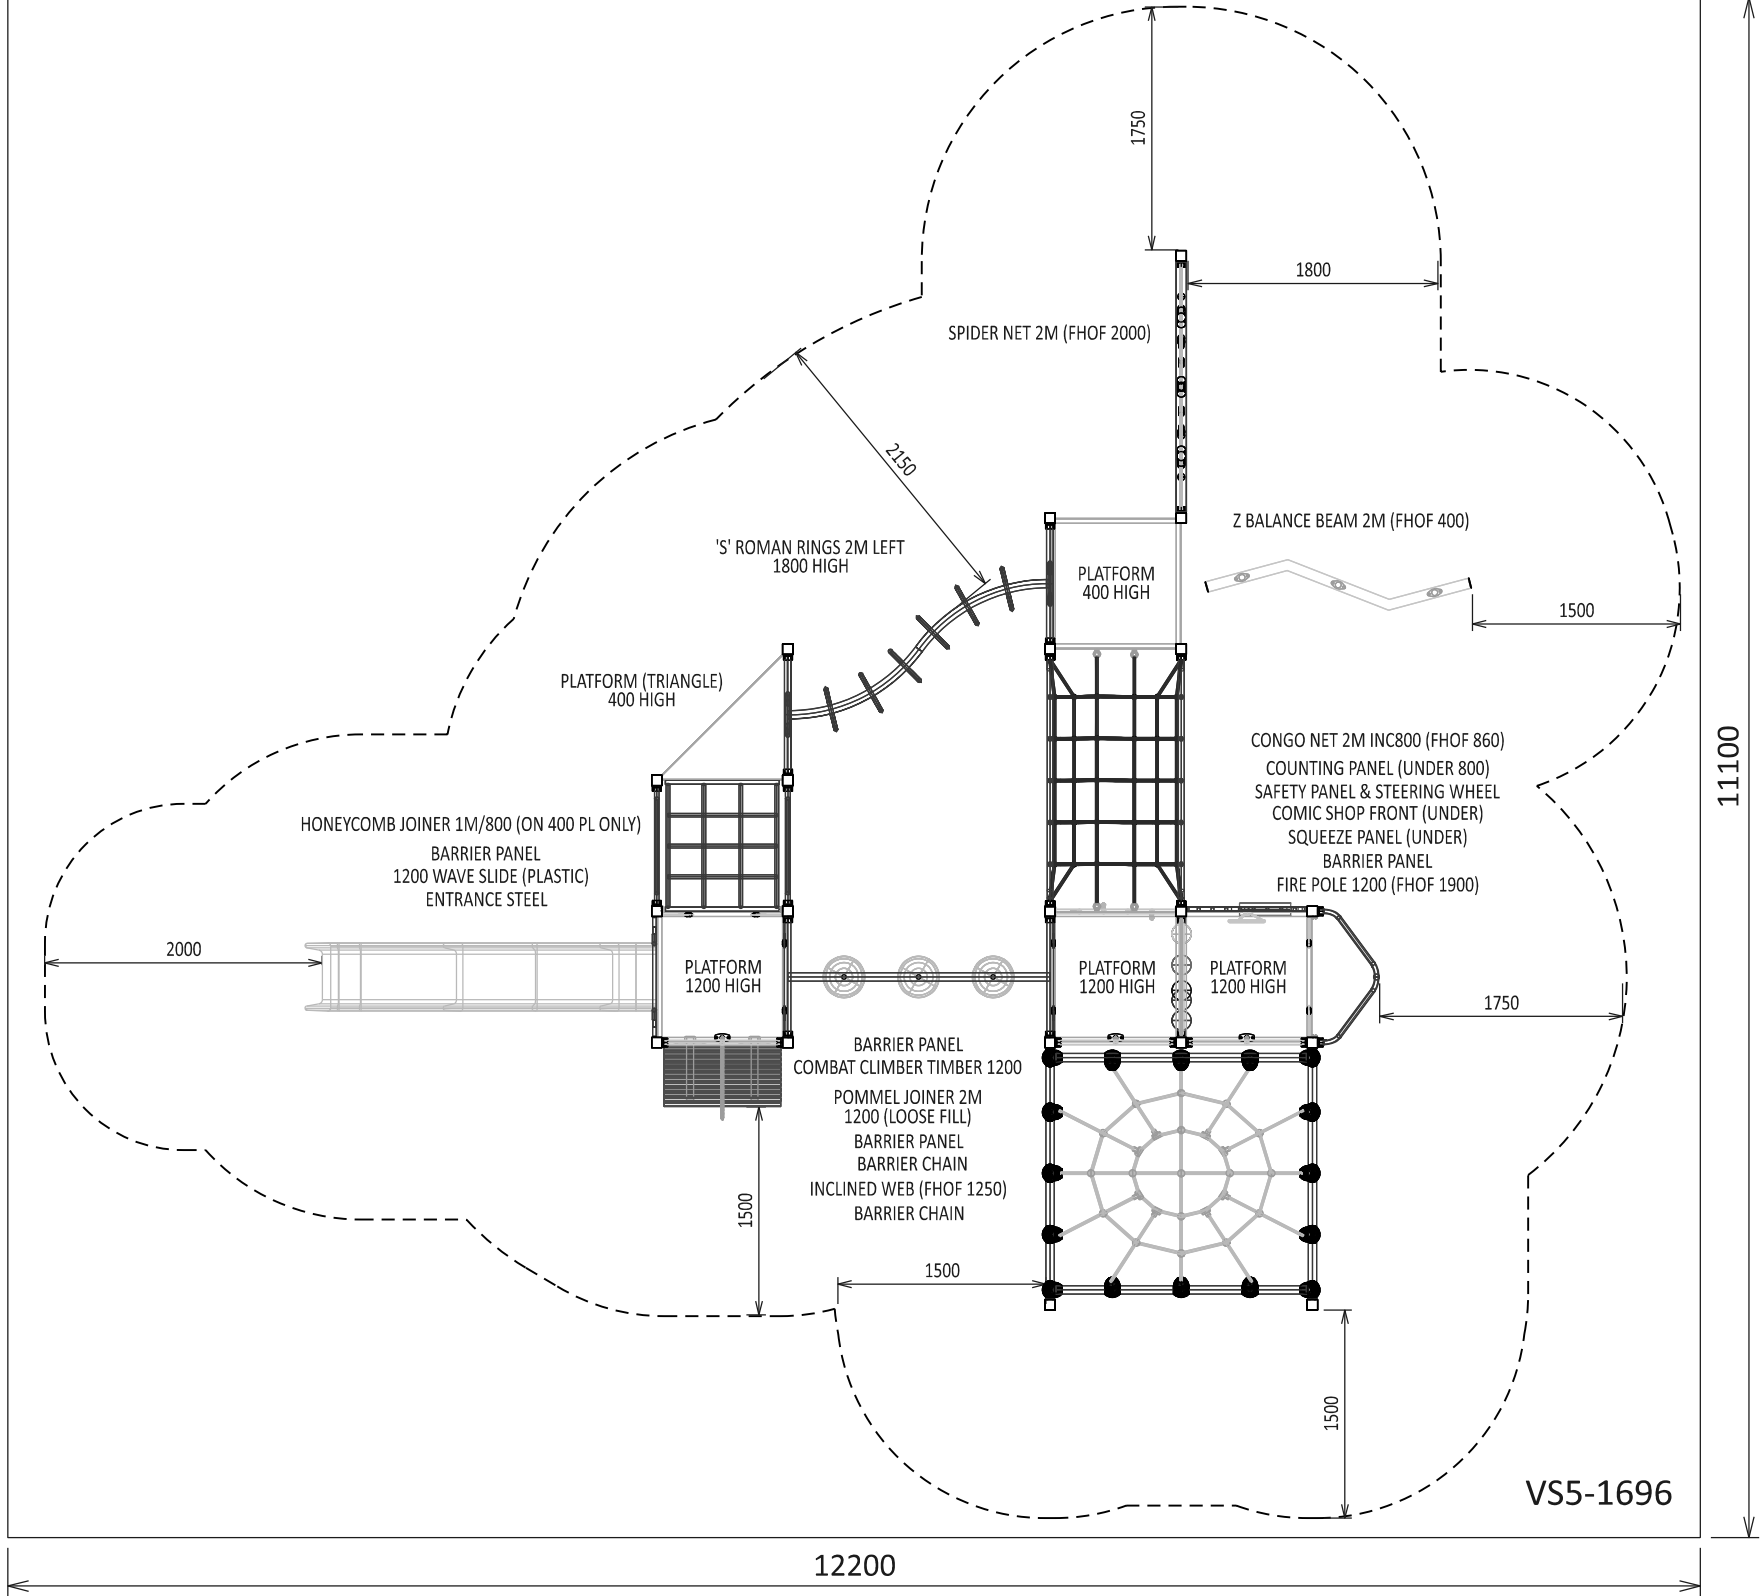 1750
1800
SPIDER NET 2M (FHOF 2000)
2150
Z BALANCE BEAM 2M (FHOF 400)
'S' ROMAN RINGS 2M LEFT
1800 HIGH
PLATFORM
400 HIGH
1500
PLATFORM (TRIANGLE)
400 HIGH
11100
CONGO NET 2M INC800 (FHOF 860)
COUNTING PANEL (UNDER 800)
SAFETY PANEL & STEERING WHEEL
COMIC SHOP FRONT (UNDER)
SQUEEZE PANEL (UNDER)
BARRIER PANEL
FIRE POLE 1200 (FHOF 1900)
HONEYCOMB JOINER 1M/800 (ON 400 PL ONLY)
BARRIER PANEL
1200 WAVE SLIDE (PLASTIC)
ENTRANCE STEEL
2000
PLATFORM
1200 HIGH
PLATFORM
1200 HIGH
PLATFORM
1200 HIGH
1750
BARRIER PANEL
COMBAT CLIMBER TIMBER 1200
POMMEL JOINER 2M
1200 (LOOSE FILL)
BARRIER PANEL
BARRIER CHAIN
INCLINED WEB (FHOF 1250)
BARRIER CHAIN
1500
1500
1500
VS5-1696
12200